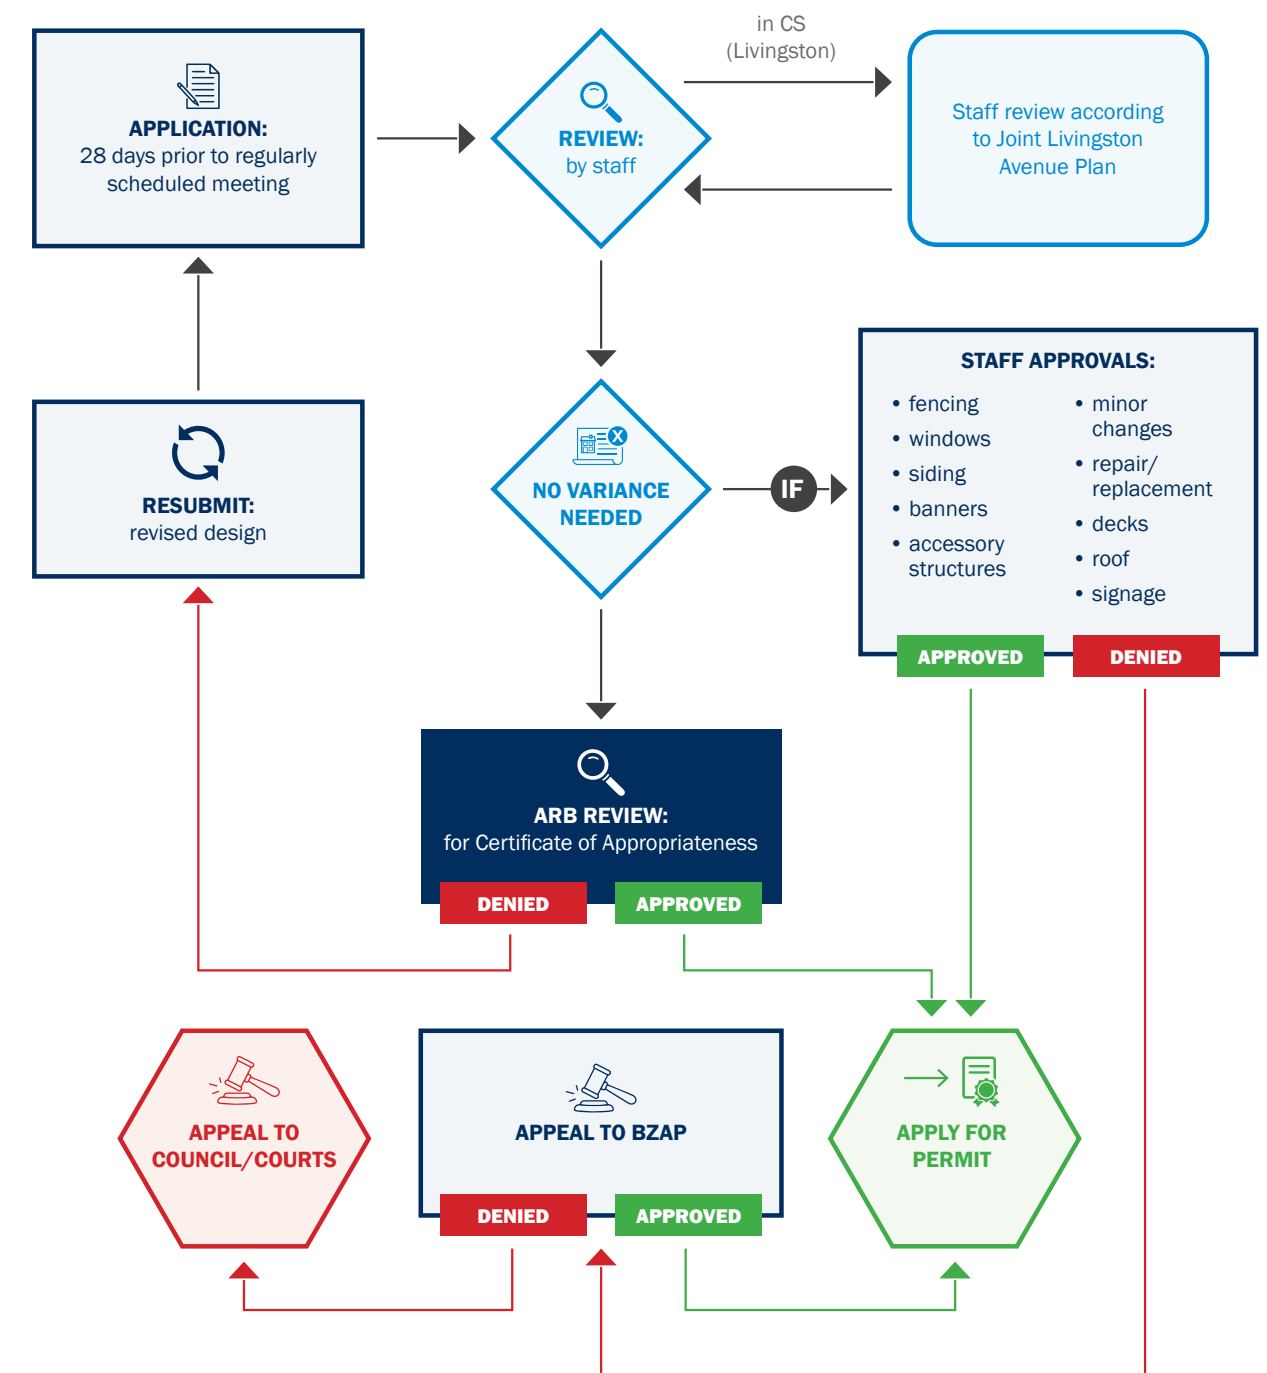 in CS
(Livingston)
APPLICATION:
28 days prior to regularly
scheduled meeting
REVIEW:
by staff
Staff review according
to Joint Livingston
Avenue Plan
RESUBMIT:
revised design
X
NO VARIANCE
NEEDED
IF
STAFF APPROVALS:
• fencing
• windows
• siding
• banners
• accessory
structures
• minor
changes
• repair/
replacement
• decks
• roof
• signage
APPROVED
DENIED
ARB REVIEW:
for Certificate of Appropriateness
DENIED
APPROVED
APPEAL TO
COUNCIL/COURTS
APPEAL TO BZAP
DENIED
APPROVED
APPLY FOR
PERMIT